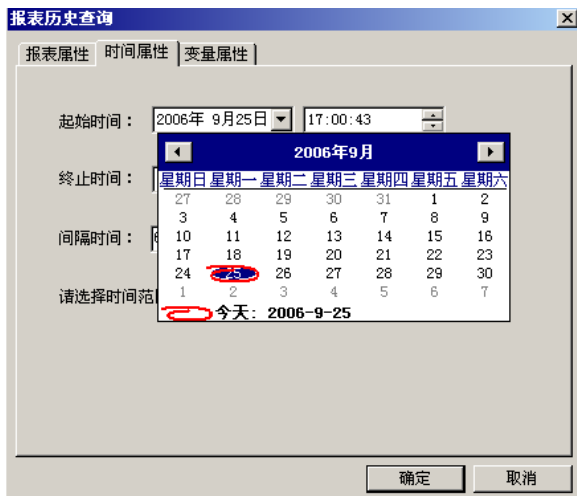 报表历史查询
报表属性 时间属性 变量属性
起始时间： 2006年 9月25日 17:00:43
2006年9月
终止时间：
星期日 星期一 星期二 星期三 星期四 星期五 星期六
27 28 29 30 31 1 2
3 4 5 6 7 8 9
间隔时间：
10 11 12 13 14 15 16
17 18 19 20 21 22 23
24 25 26 27 28 29 30
请选择时间范
1 2 3 4 5 6 7
今天: 2006-9-25
确定 取消